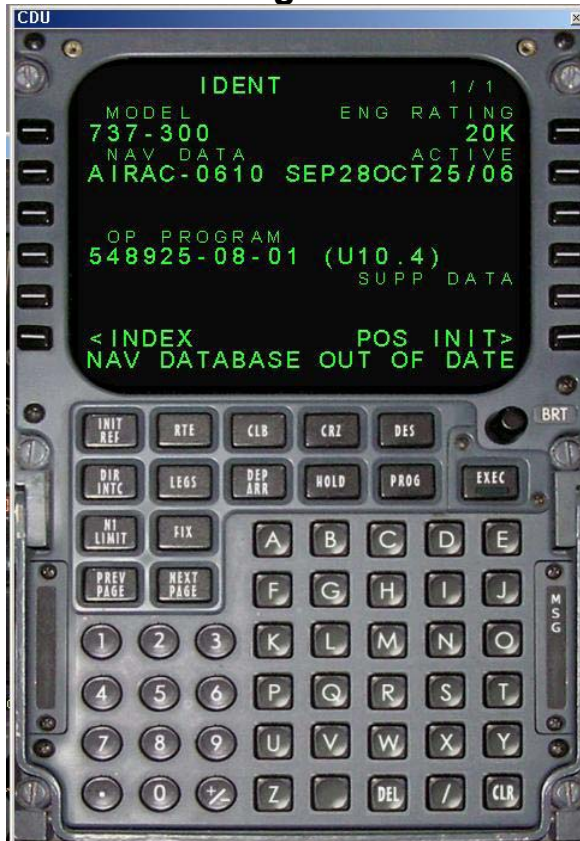 CDU
IDENT 1/1
MODEL ENG RATING
737-300 20K
NAV DATA ACTIVE
AIRAC-0610 SEP28OCT25/06
OP PROGRAM
548925-08-01 (U10.4)
SUPP DATA
<INDEX POS INIT>
NAV DATABASE OUT OF DATE
BRT
INIT REF RTE CLB CRZ DES
DIR INTC LEGS DEP ARR HOLD PROG EXEC
N1 LIMIT FIX A B C D E
PREV PAGE NEXT PAGE F G H I J
MSG
1 2 3 K L M N O
4 5 6 P Q R S T
7 8 9 U V W X Y
. 0 +/- Z DEL / CLR